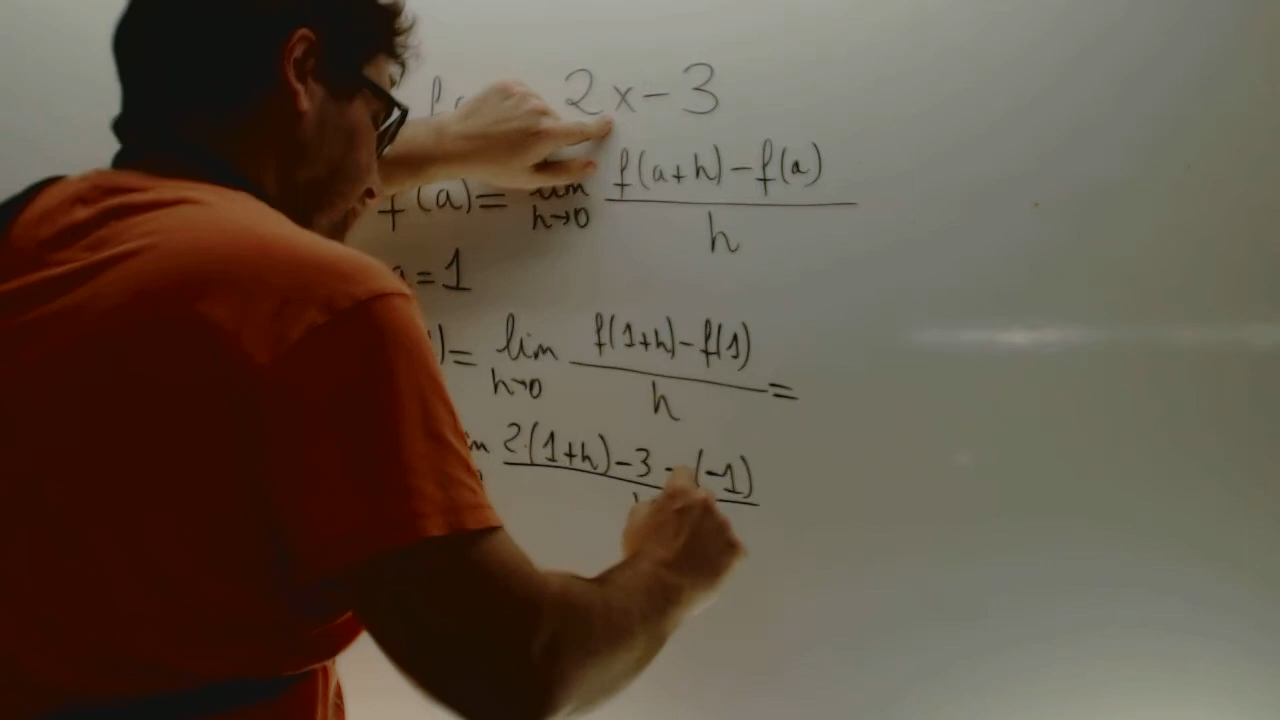 2x-3
f(a)= lim h→0 f(a+h)-f(a) / h
a=1
)= lim h→0 f(1+h)-f(1) / h =
2·(1+h)-3-(-1)